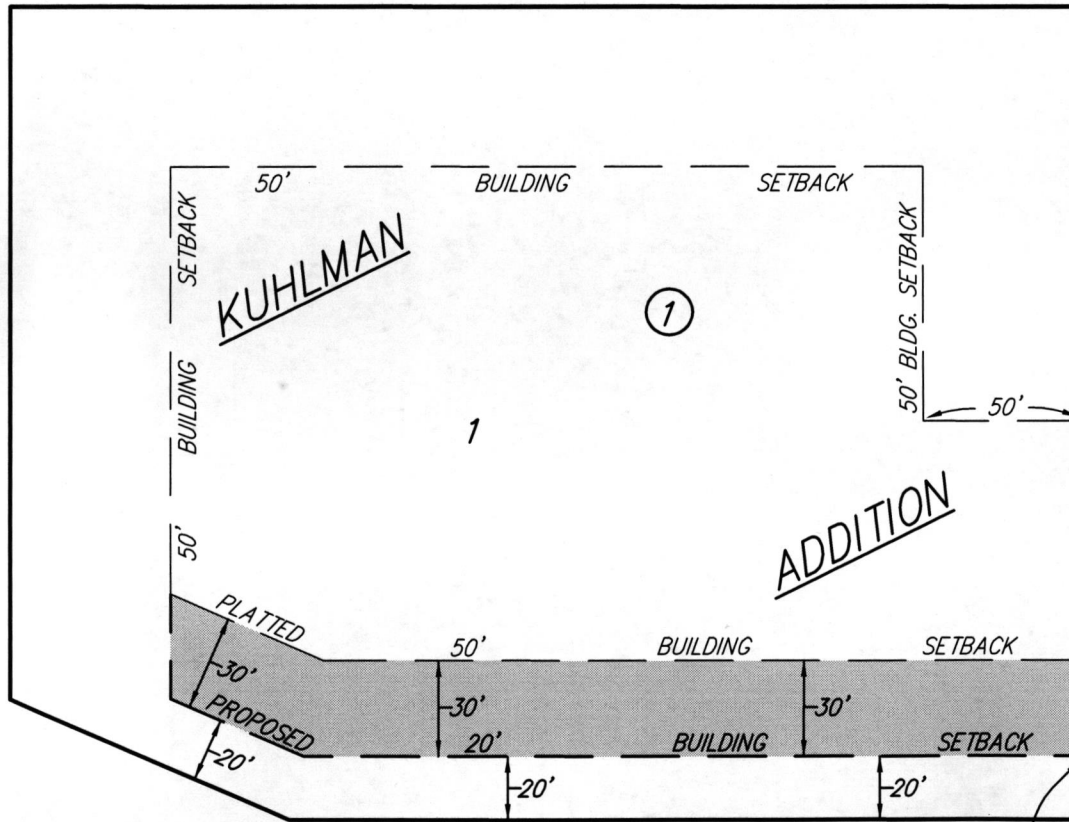 50' BUILDING SETBACK
SETBACK
BUILDING
50'
KUHLMAN
1
50' BLDG. SETBACK
50'
1
ADDITION
PLATTED
50' BUILDING SETBACK
30'
30'
30'
PROPOSED
20' BUILDING SETBACK
20'
20'
20'